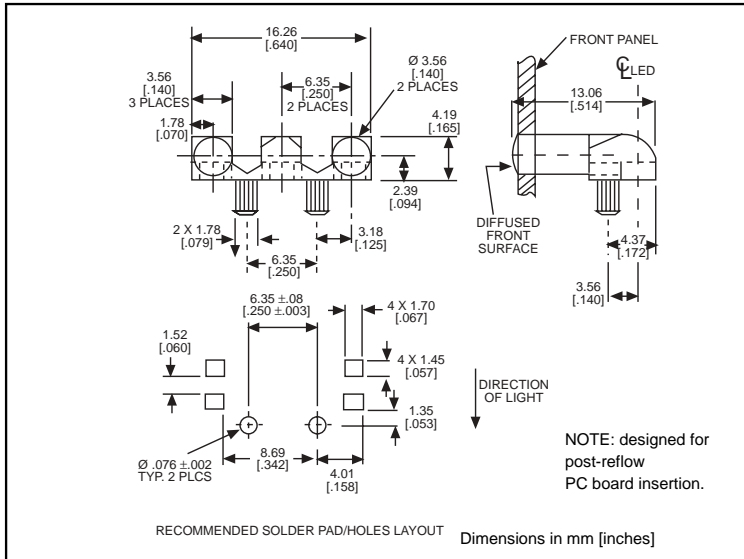 16.26
[.640]
3.56
[.140]
3 PLACES
6.35
[.250]
2 PLACES
Ø 3.56
[.140]
2 PLACES
1.78
[.070]
4.19
[.165]
2.39
[.094]
2 X 1.78
[.079]
3.18
[.125]
6.35
[.250]
FRONT PANEL
CL LED
13.06
[.514]
DIFFUSED
FRONT
SURFACE
4.37
[.172]
3.56
[.140]
6.35 ±.08
[.250 ±.003]
4 X 1.70
[.067]
1.52
[.060]
4 X 1.45
[.057]
DIRECTION
OF LIGHT
1.35
[.053]
Ø .076 ±.002
TYP. 2 PLCS
8.69
[.342]
4.01
[.158]
NOTE: designed for
post-reflow
PC board insertion.
RECOMMENDED SOLDER PAD/HOLES LAYOUT
Dimensions in mm [inches]